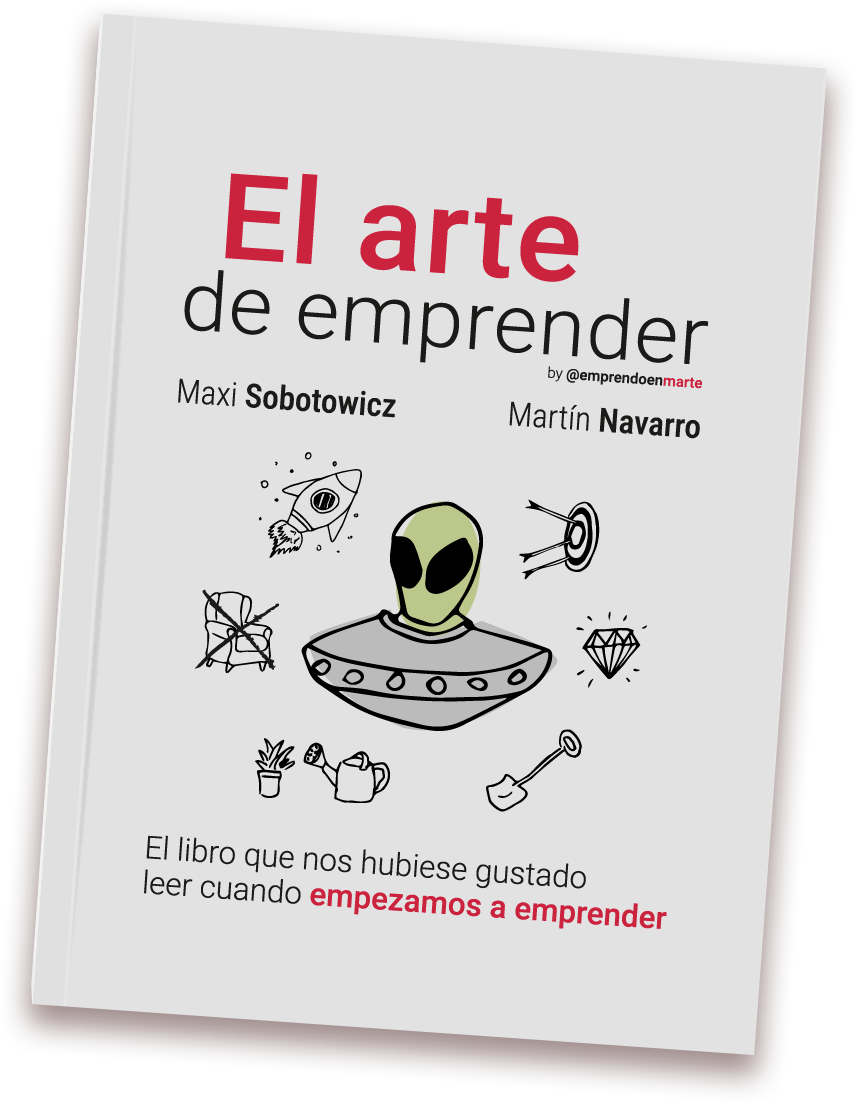 El arte
de emprender
by @emprendoenmarte
Maxi Sobotowicz
Martín Navarro
El libro que nos hubiese gustado
leer cuando empezamos a emprender